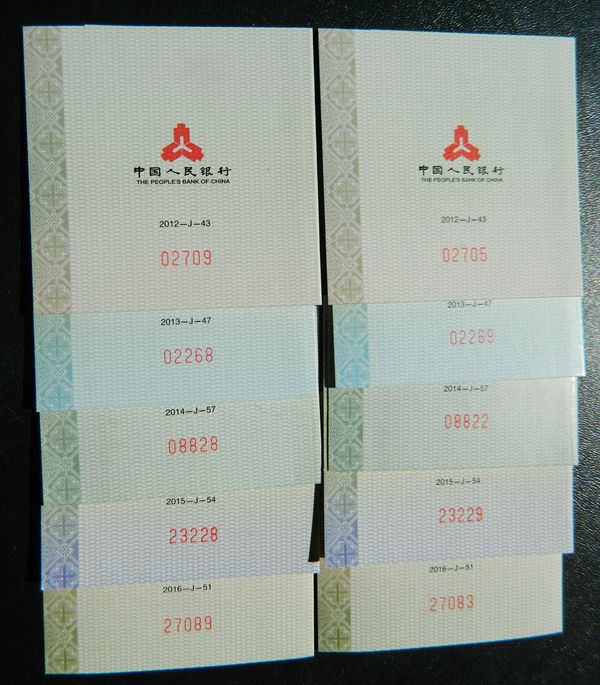 中国人民银行
THE PEOPLE'S BANK OF CHINA
2012-J-43
02709
2013-J-47
02268
2014-J-57
08828
2015-J-54
23228
2016-J-51
27089
中国人民银行
THE PEOPLE'S BANK OF CHINA
2012-J-43
02705
2013-J-47
02269
2014-J-57
08822
2015-J-54
23229
2016-J-51
27083